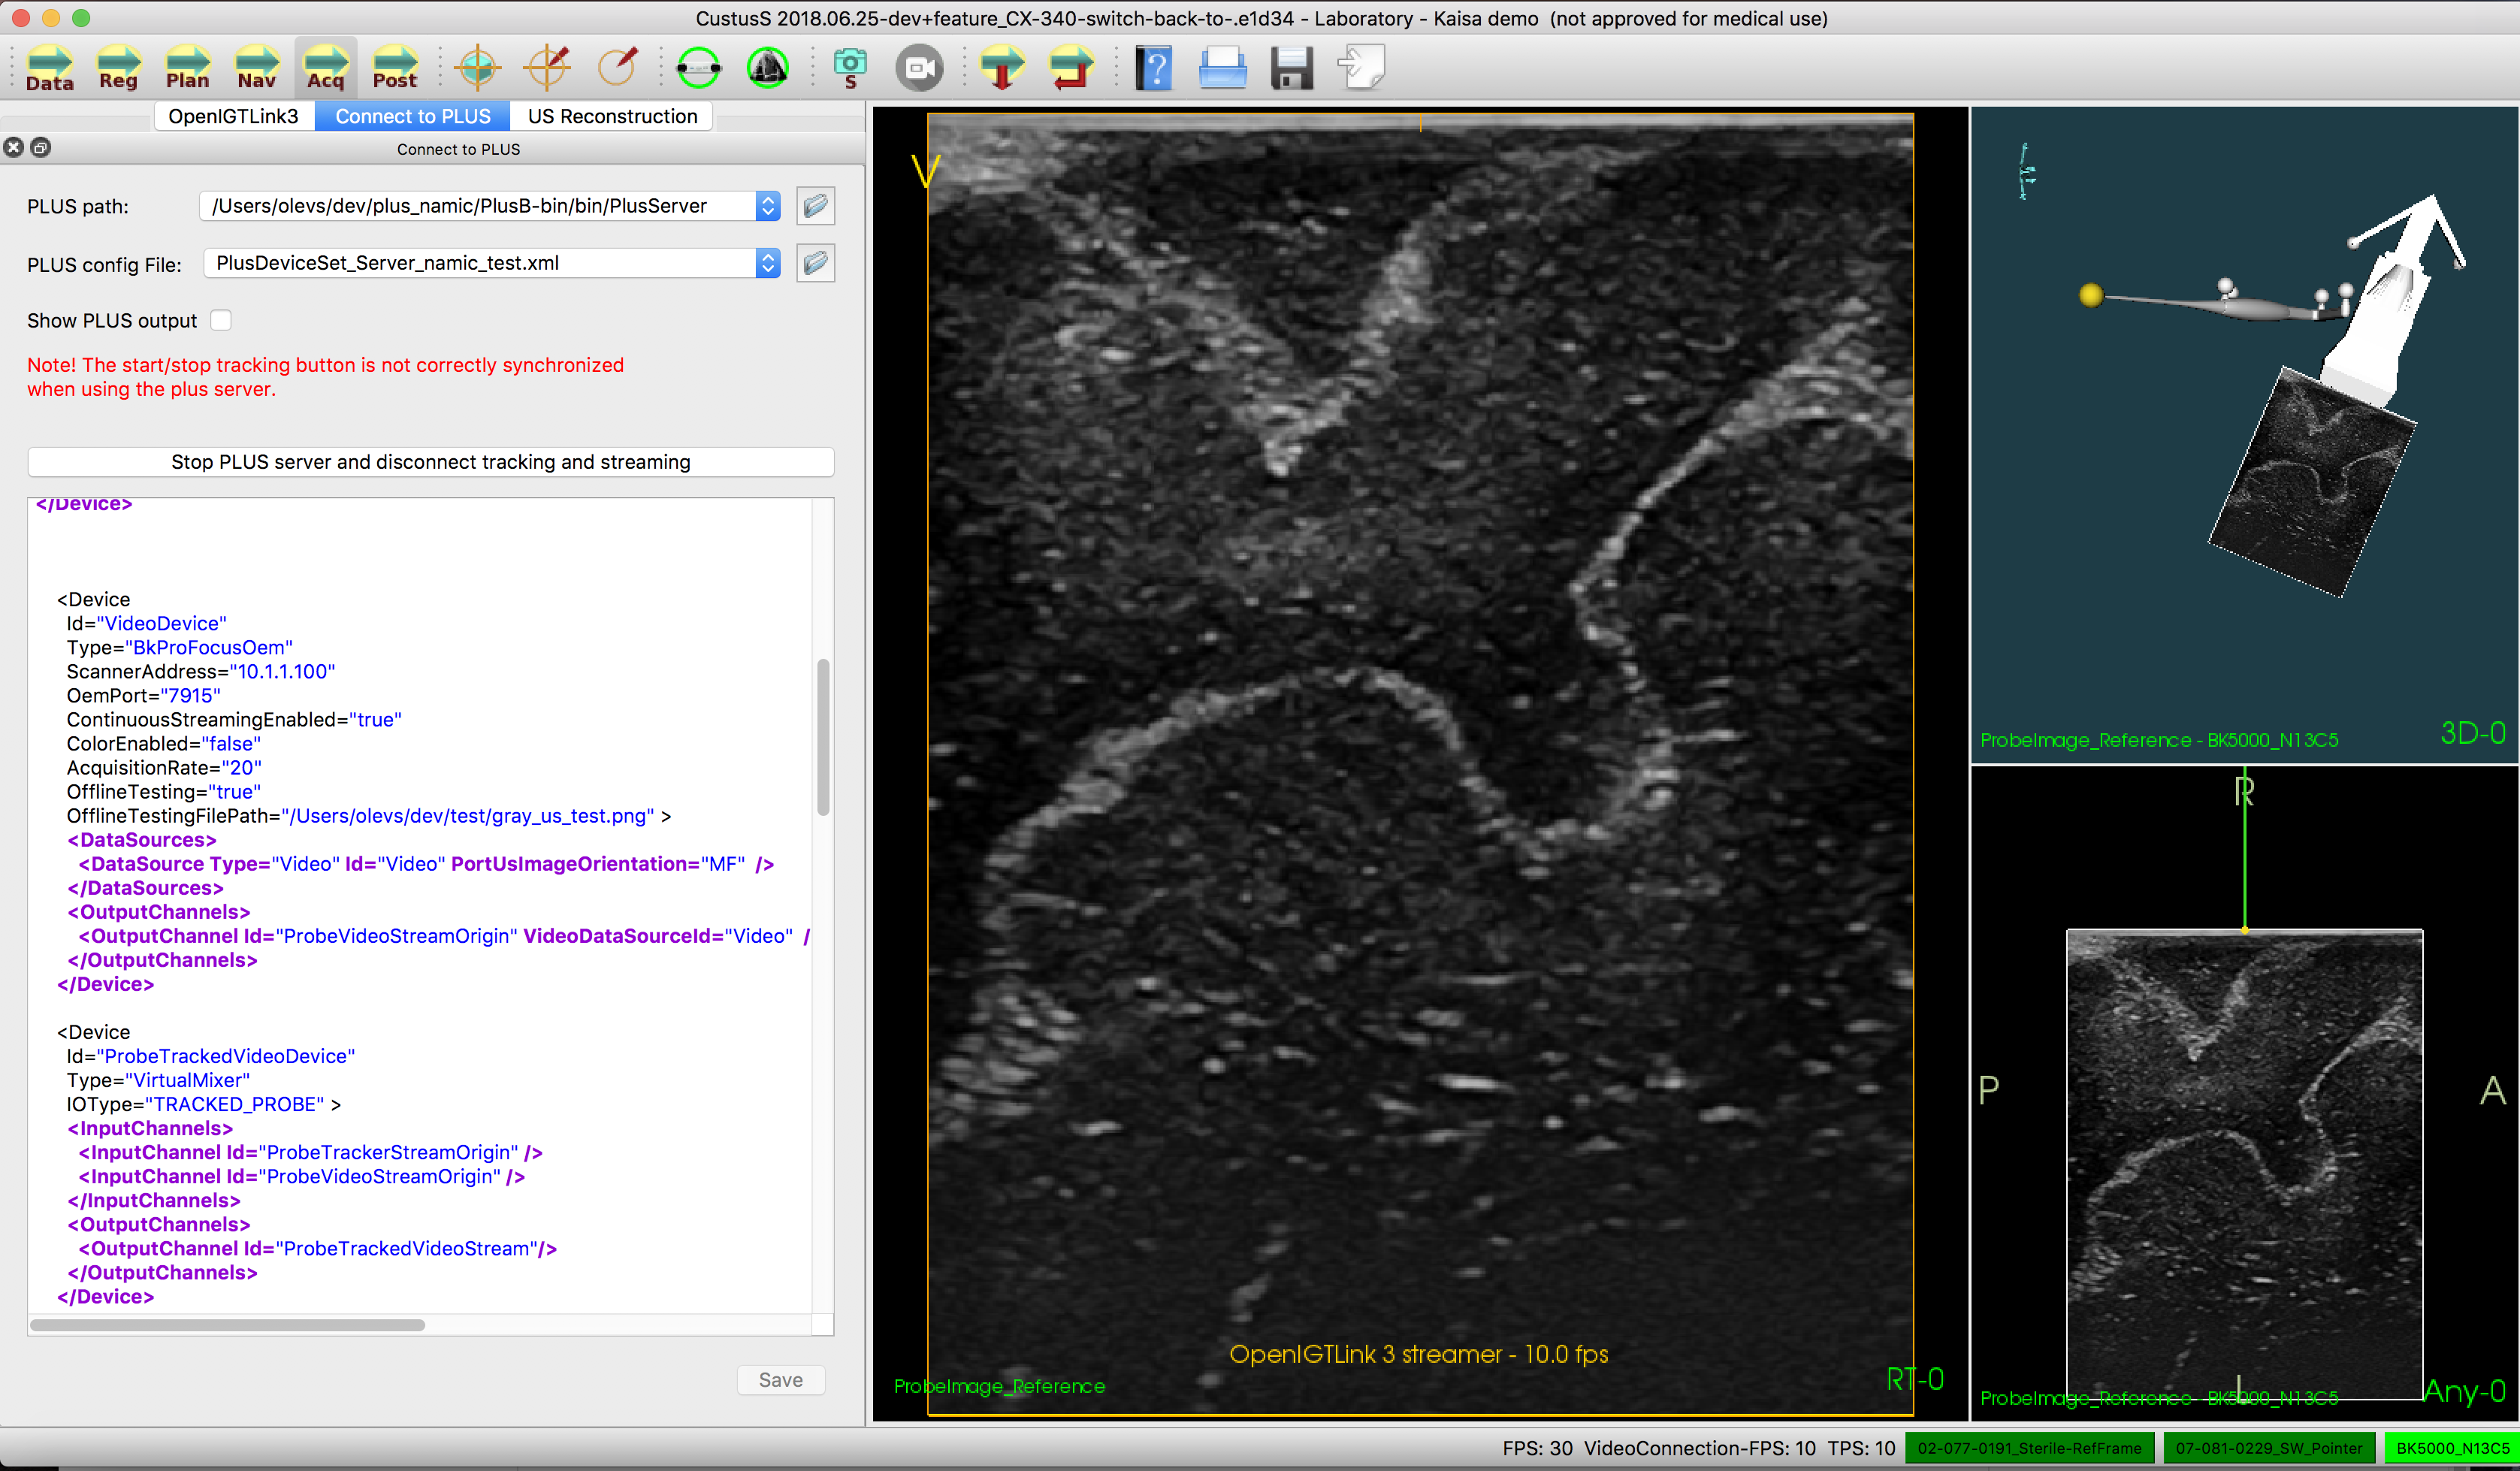 CustusS 2018.06.25-dev+feature_CX-340-switch-back-to-.e1d34 - Laboratory - Kaisa demo  (not approved for medical use)
Data Reg Plan Nav Acq Post S
OpenIGTLink3 Connect to PLUS US Reconstruction
Connect to PLUS
PLUS path: /Users/olevs/dev/plus_namic/PlusB-bin/bin/PlusServer
PLUS config File: PlusDeviceSet_Server_namic_test.xml
Show PLUS output
Note! The start/stop tracking button is not correctly synchronized
when using the plus server.
Stop PLUS server and disconnect tracking and streaming
</Device>
<Device
Id="VideoDevice"
Type="BkProFocusOem"
ScannerAddress="10.1.1.100"
OemPort="7915"
ContinuousStreamingEnabled="true"
ColorEnabled="false"
AcquisitionRate="20"
OfflineTesting="true"
OfflineTestingFilePath="/Users/olevs/dev/test/gray_us_test.png" >
<DataSources>
<DataSource Type="Video" Id="Video" PortUsImageOrientation="MF" />
</DataSources>
<OutputChannels>
<OutputChannel Id="ProbeVideoStreamOrigin" VideoDataSourceId="Video" /
</OutputChannels>
</Device>
<Device
Id="ProbeTrackedVideoDevice"
Type="VirtualMixer"
IOType="TRACKED_PROBE" >
<InputChannels>
<InputChannel Id="ProbeTrackerStreamOrigin" />
<InputChannel Id="ProbeVideoStreamOrigin" />
</InputChannels>
<OutputChannels>
<OutputChannel Id="ProbeTrackedVideoStream"/>
</OutputChannels>
</Device>
Save
V
OpenIGTLink 3 streamer - 10.0 fps
ProbeImage_Reference
RT-0
ProbeImage_Reference - BK5000_N13C5
3D-0
R
P
A
L
ProbeImage_Reference - BK5000_N13C5
Any-0
FPS: 30 VideoConnection-FPS: 10 TPS: 10 02-077-0191_Sterile-RefFrame 07-081-0229_SW_Pointer BK5000_N13C5